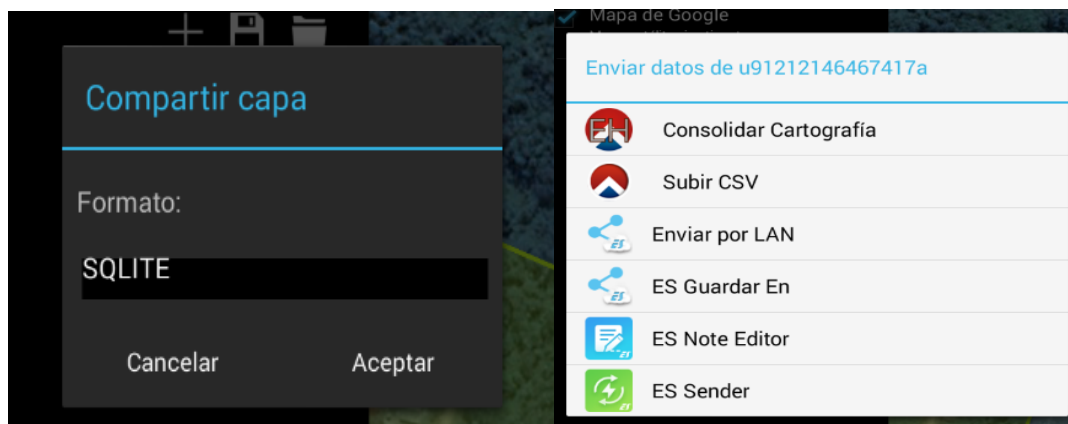 Compartir capa
Formato:
SQLITE
Cancelar Aceptar
Mapa de Google
Enviar datos de u91212146467417a
EH Consolidar Cartografía
Subir CSV
Enviar por LAN
ES Guardar En
ES Note Editor
ES Sender